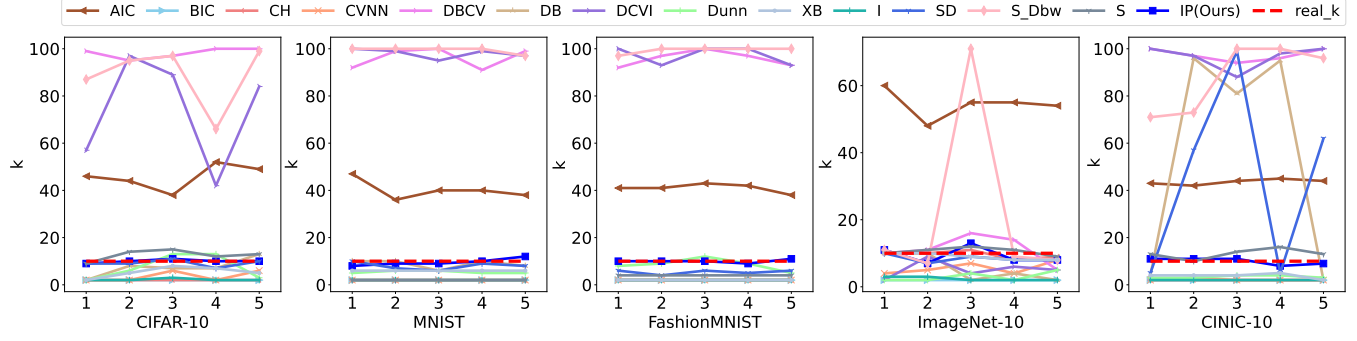 AIC BIC CH CVNN DBCV DB DCVI Dunn XB I SD S_Dbw S IP(Ours) real_k
k
100
80
60
40
20
0
1 2 3 4 5
CIFAR-10
k
100
80
60
40
20
0
1 2 3 4 5
MNIST
k
100
80
60
40
20
0
1 2 3 4 5
FashionMNIST
k
60
40
20
0
1 2 3 4 5
ImageNet-10
k
100
80
60
40
20
0
1 2 3 4 5
CINIC-10